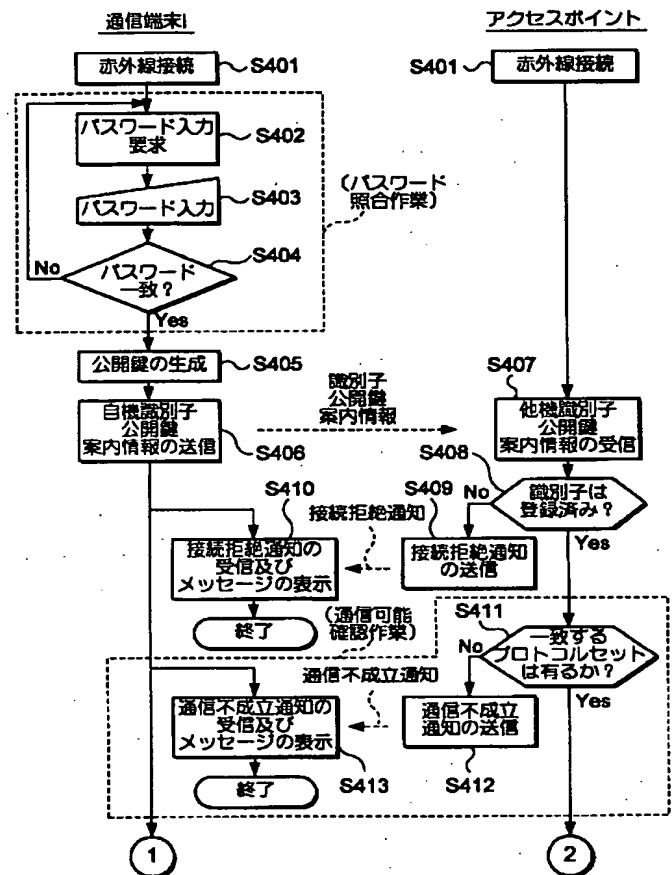 通信端末1
アクセスポイント
赤外線接続
S401
S401
赤外線接続
パスワード入力
要求
S402
パスワード入力
S403
(パスワード
照合作業)
パスワード
一致?
S404
No
Yes
公開鍵の生成
S405
自機識別子
公開鍵
案内情報の送信
S406
識別子
公開鍵
案内情報
S407
他機識別子
公開鍵
案内情報の受信
S408
識別子は
登録済み?
No
Yes
S409
接続拒絶通知
の送信
接続拒絶通知
S410
接続拒絶通知の
受信及び
メッセージの表示
終了
(通信可能
確認作業)
S411
一致する
プロトコルセット
は有るか?
No
Yes
通信不成立通知
通信不成立
通知の送信
S412
通信不成立通知の
受信及び
メッセージの表示
S413
終了
1
2